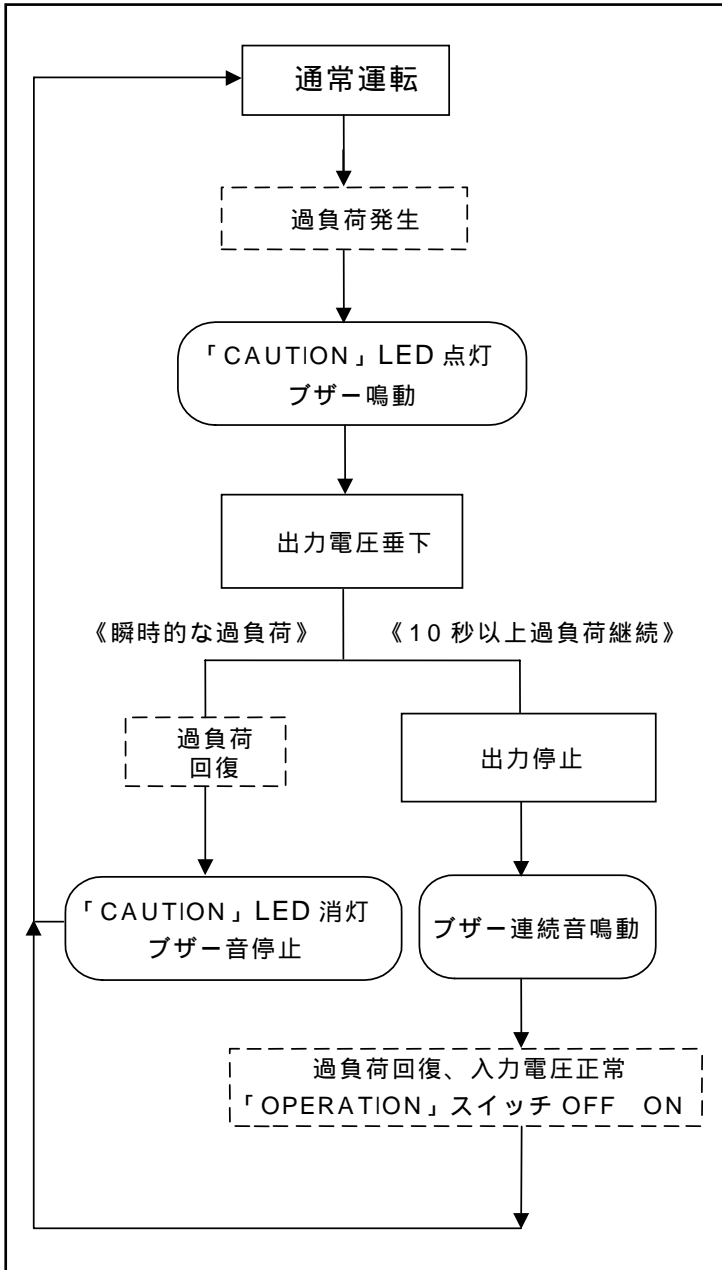 通常運転
過負荷発生
「CAUTION」LED 点灯
ブザー鳴動
出力電圧垂下
《瞬時的な過負荷》
《10 秒以上過負荷継続》
過負荷
回復
出力停止
「CAUTION」LED 消灯
ブザー音停止
ブザー連続音鳴動
過負荷回復、入力電圧正常
「OPERATION」スイッチ OFF　ON